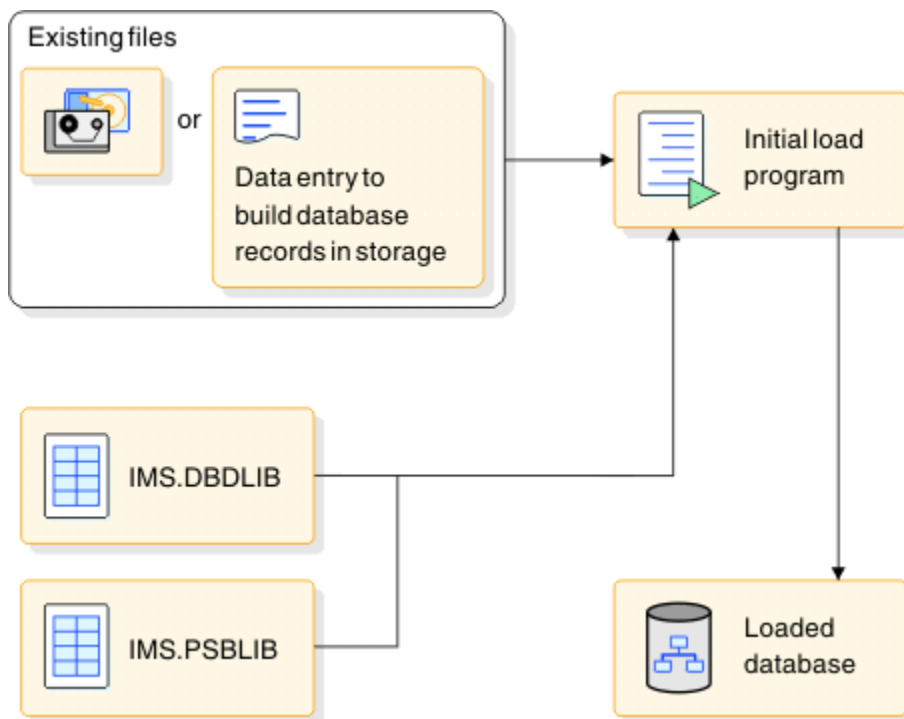 Existing files
or
Data entry to
build database
records in storage
Initial load
program
IMS.DBDLIB
IMS.PSBLIB
Loaded
database